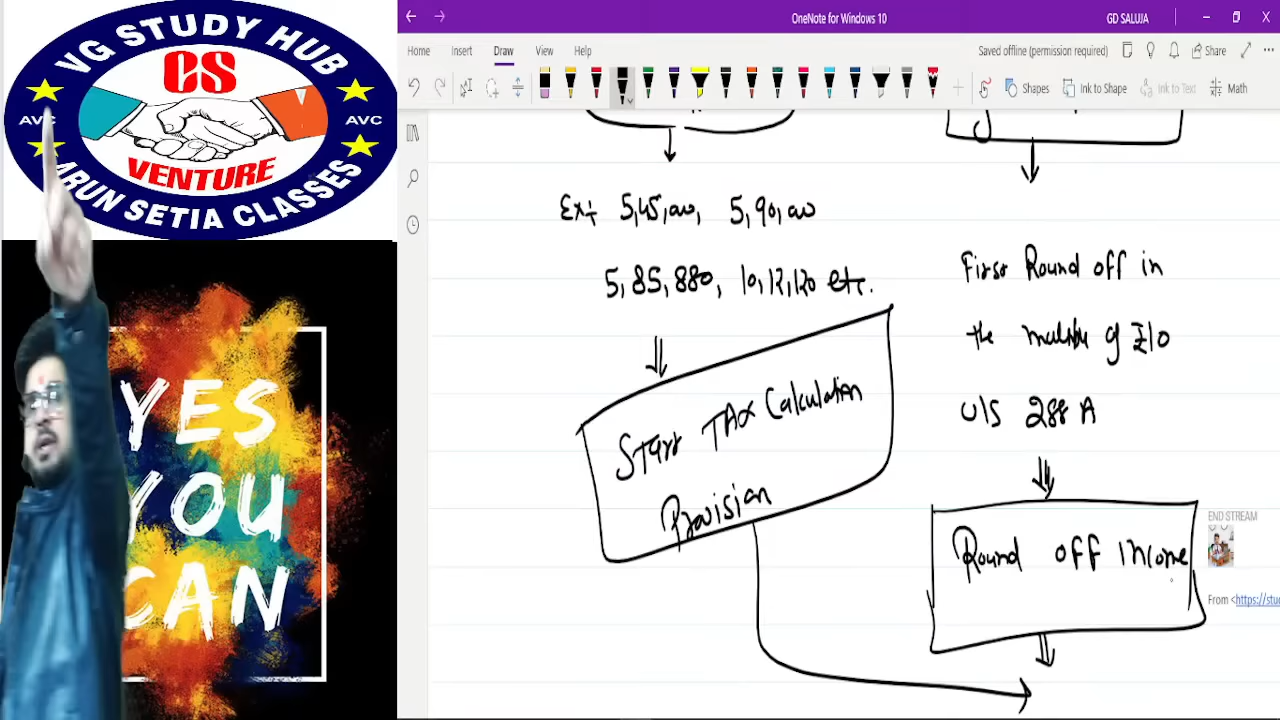 VG STUDY HUB
CS
AVC
AVC
VENTURE
ARUN SETIA CLASSES
YES
YOU
CAN
OneNote for Windows 10
GD SALUJA
Home
Insert
Draw
View
Help
Saved offline (permission required)
Share
Shapes
Ink to Shape
Ink to Text
Math
Ex:- 5,45,000, 5,90,000
5,85,880, 10,12,120 etc.
Start TAX Calculation
Provision
First Round off in
the multiple of ₹10
U/S 288 A
Round off Income
END STREAM
From <https://stu